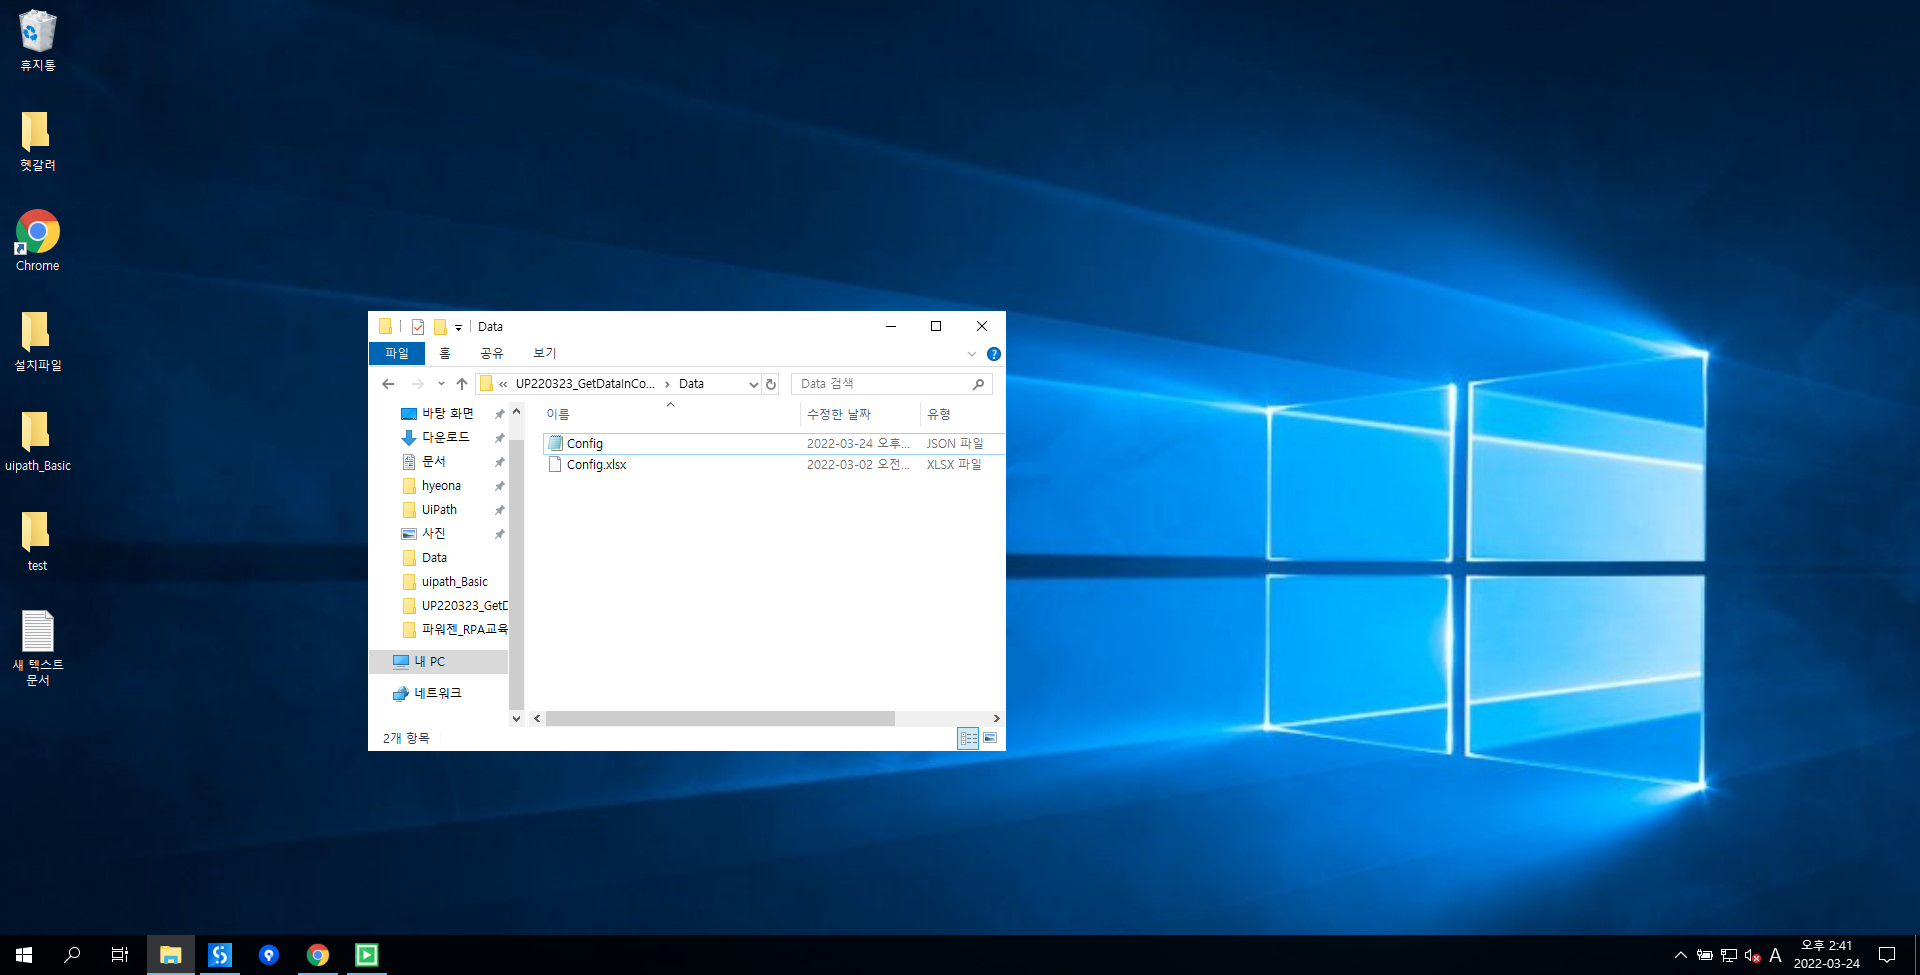 휴지통
헷갈려
Chrome
설치파일
uipath_Basic
test
새 텍스트
문서
Data
파일 홈 공유 보기
« UP220323_GetDataInCo... › Data
Data 검색
바탕 화면
다운로드
문서
hyeona
UiPath
사진
Data
uipath_Basic
UP220323_GetD
파워젠_RPA교육
내 PC
네트워크
이름 수정한 날짜 유형
Config 2022-03-24 오후... JSON 파일
Config.xlsx 2022-03-02 오전... XLSX 파일
2개 항목
A
오후 2:41
2022-03-24